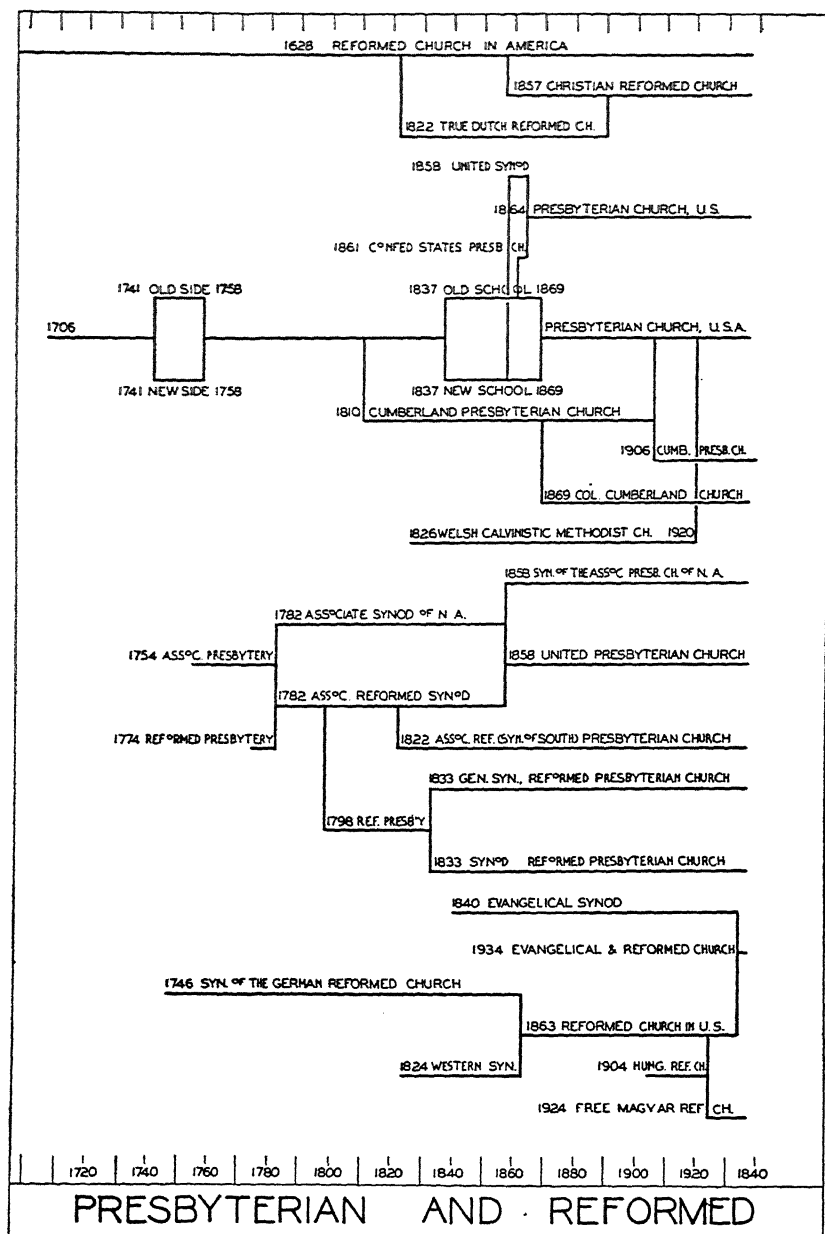 1628 REFORMED CHURCH IN AMERICA
1857 CHRISTIAN REFORMED CHURCH
1822 TRUE DUTCH REFORMED CH.
1858 UNITED SYNOD
1864 PRESBYTERIAN CHURCH, U.S.
1861 CONFED STATES PRESB CH.
1741 OLD SIDE 1758
1837 OLD SCHOOL 1869
1706
PRESBYTERIAN CHURCH, U.S.A.
1741 NEW SIDE 1758
1837 NEW SCHOOL 1869
1810 CUMBERLAND PRESBYTERIAN CHURCH
1906 CUMB. PRESB. CH.
1869 COL. CUMBERLAND CHURCH
1826 WELSH CALVINISTIC METHODIST CH. 1920
1858 SYN. OF THE ASSOC PRESB. CH. OF N. A.
1782 ASSOCIATE SYNOD OF N A.
1754 ASSOC. PRESBYTERY
1858 UNITED PRESBYTERIAN CHURCH
1782 ASSOC. REFORMED SYNOD
1774 REFORMED PRESBYTERY
1822 ASSOC. REF. (SYN. OF SOUTH) PRESBYTERIAN CHURCH
1833 GEN. SYN., REFORMED PRESBYTERIAN CHURCH
1798 REF. PRESB'Y
1833 SYNOD REFORMED PRESBYTERIAN CHURCH
1840 EVANGELICAL SYNOD
1934 EVANGELICAL & REFORMED CHURCH
1746 SYN. OF THE GERMAN REFORMED CHURCH
1863 REFORMED CHURCH IN U.S.
1824 WESTERN SYN.
1904 HUNG. REF. CH.
1924 FREE MAGYAR REF. CH.
1720 1740 1760 1780 1800 1820 1840 1860 1880 1900 1920 1840
PRESBYTERIAN AND REFORMED